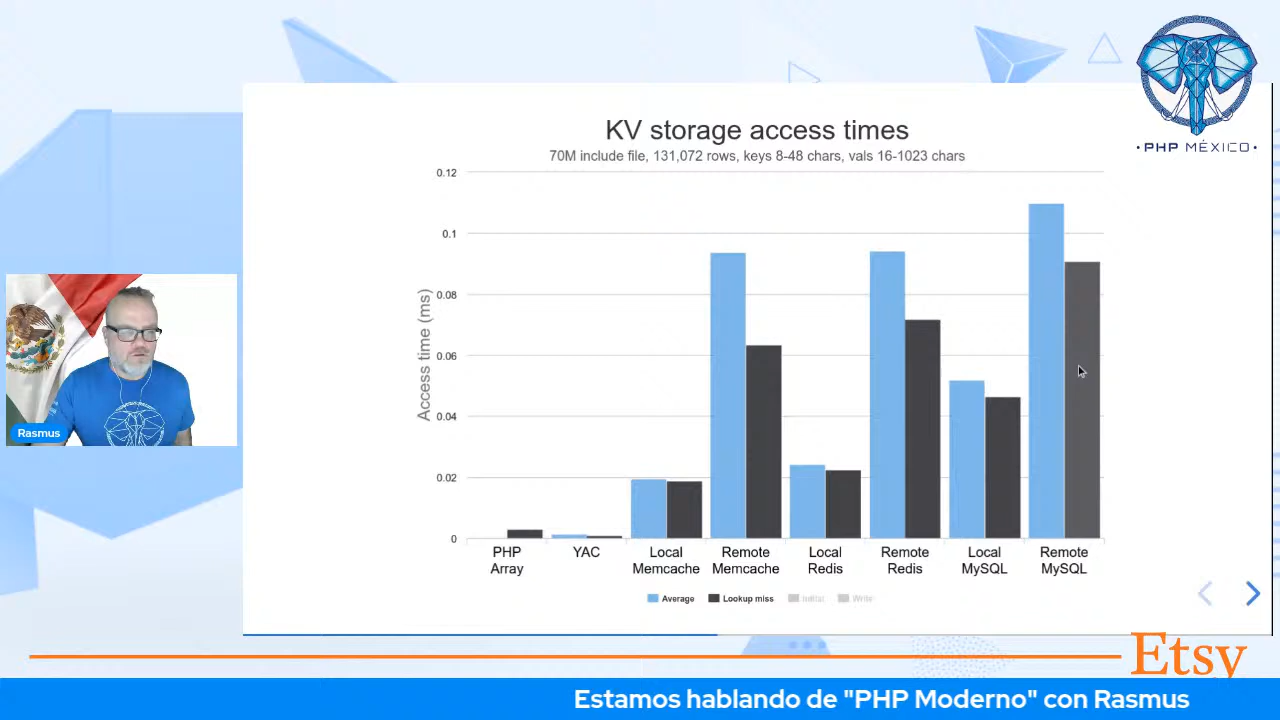 KV storage access times
70M include file, 131,072 rows, keys 8-48 chars, vals 16-1023 chars
• PHP MÉXICO •
Access time (ms)
0.12
0.1
0.08
0.06
0.04
0.02
0
PHP Array
YAC
Local Memcache
Remote Memcache
Local Redis
Remote Redis
Local MySQL
Remote MySQL
Average
Lookup miss
Write
Rasmus
Etsy
Estamos hablando de "PHP Moderno" con Rasmus